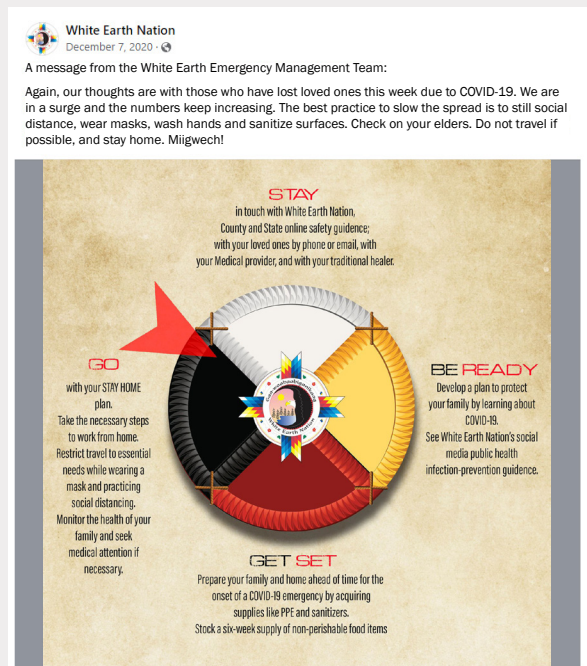 White Earth Nation
December 7, 2020 ·
A message from the White Earth Emergency Management Team:
Again, our thoughts are with those who have lost loved ones this week due to COVID-19. We are
in a surge and the numbers keep increasing. The best practice to slow the spread is to still social
distance, wear masks, wash hands and sanitize surfaces. Check on your elders. Do not travel if
possible, and stay home. Miigwech!
STAY
in touch with White Earth Nation,
County and State online safety guidence;
with your loved ones by phone or email, with
your Medical provider, and with your traditional healer.
GO
with your STAY HOME
plan.
Take the necessary steps
to work from home.
Restrict travel to essential
needs while wearing a
mask and practicing
social distancing.
Monitor the health of your
family and seek
medical attention if
necessary.
BE READY
Develop a plan to protect
your family by learning about
COVID-19.
See White Earth Nation's social
media public health
infection-prevention guidence.
White Earth Nation
GET SET
Prepare your family and home ahead of time for the
onset of a COVID-19 emergency by acquiring
supplies like PPE and sanitizers.
Stock a six-week supply of non-perishable food items